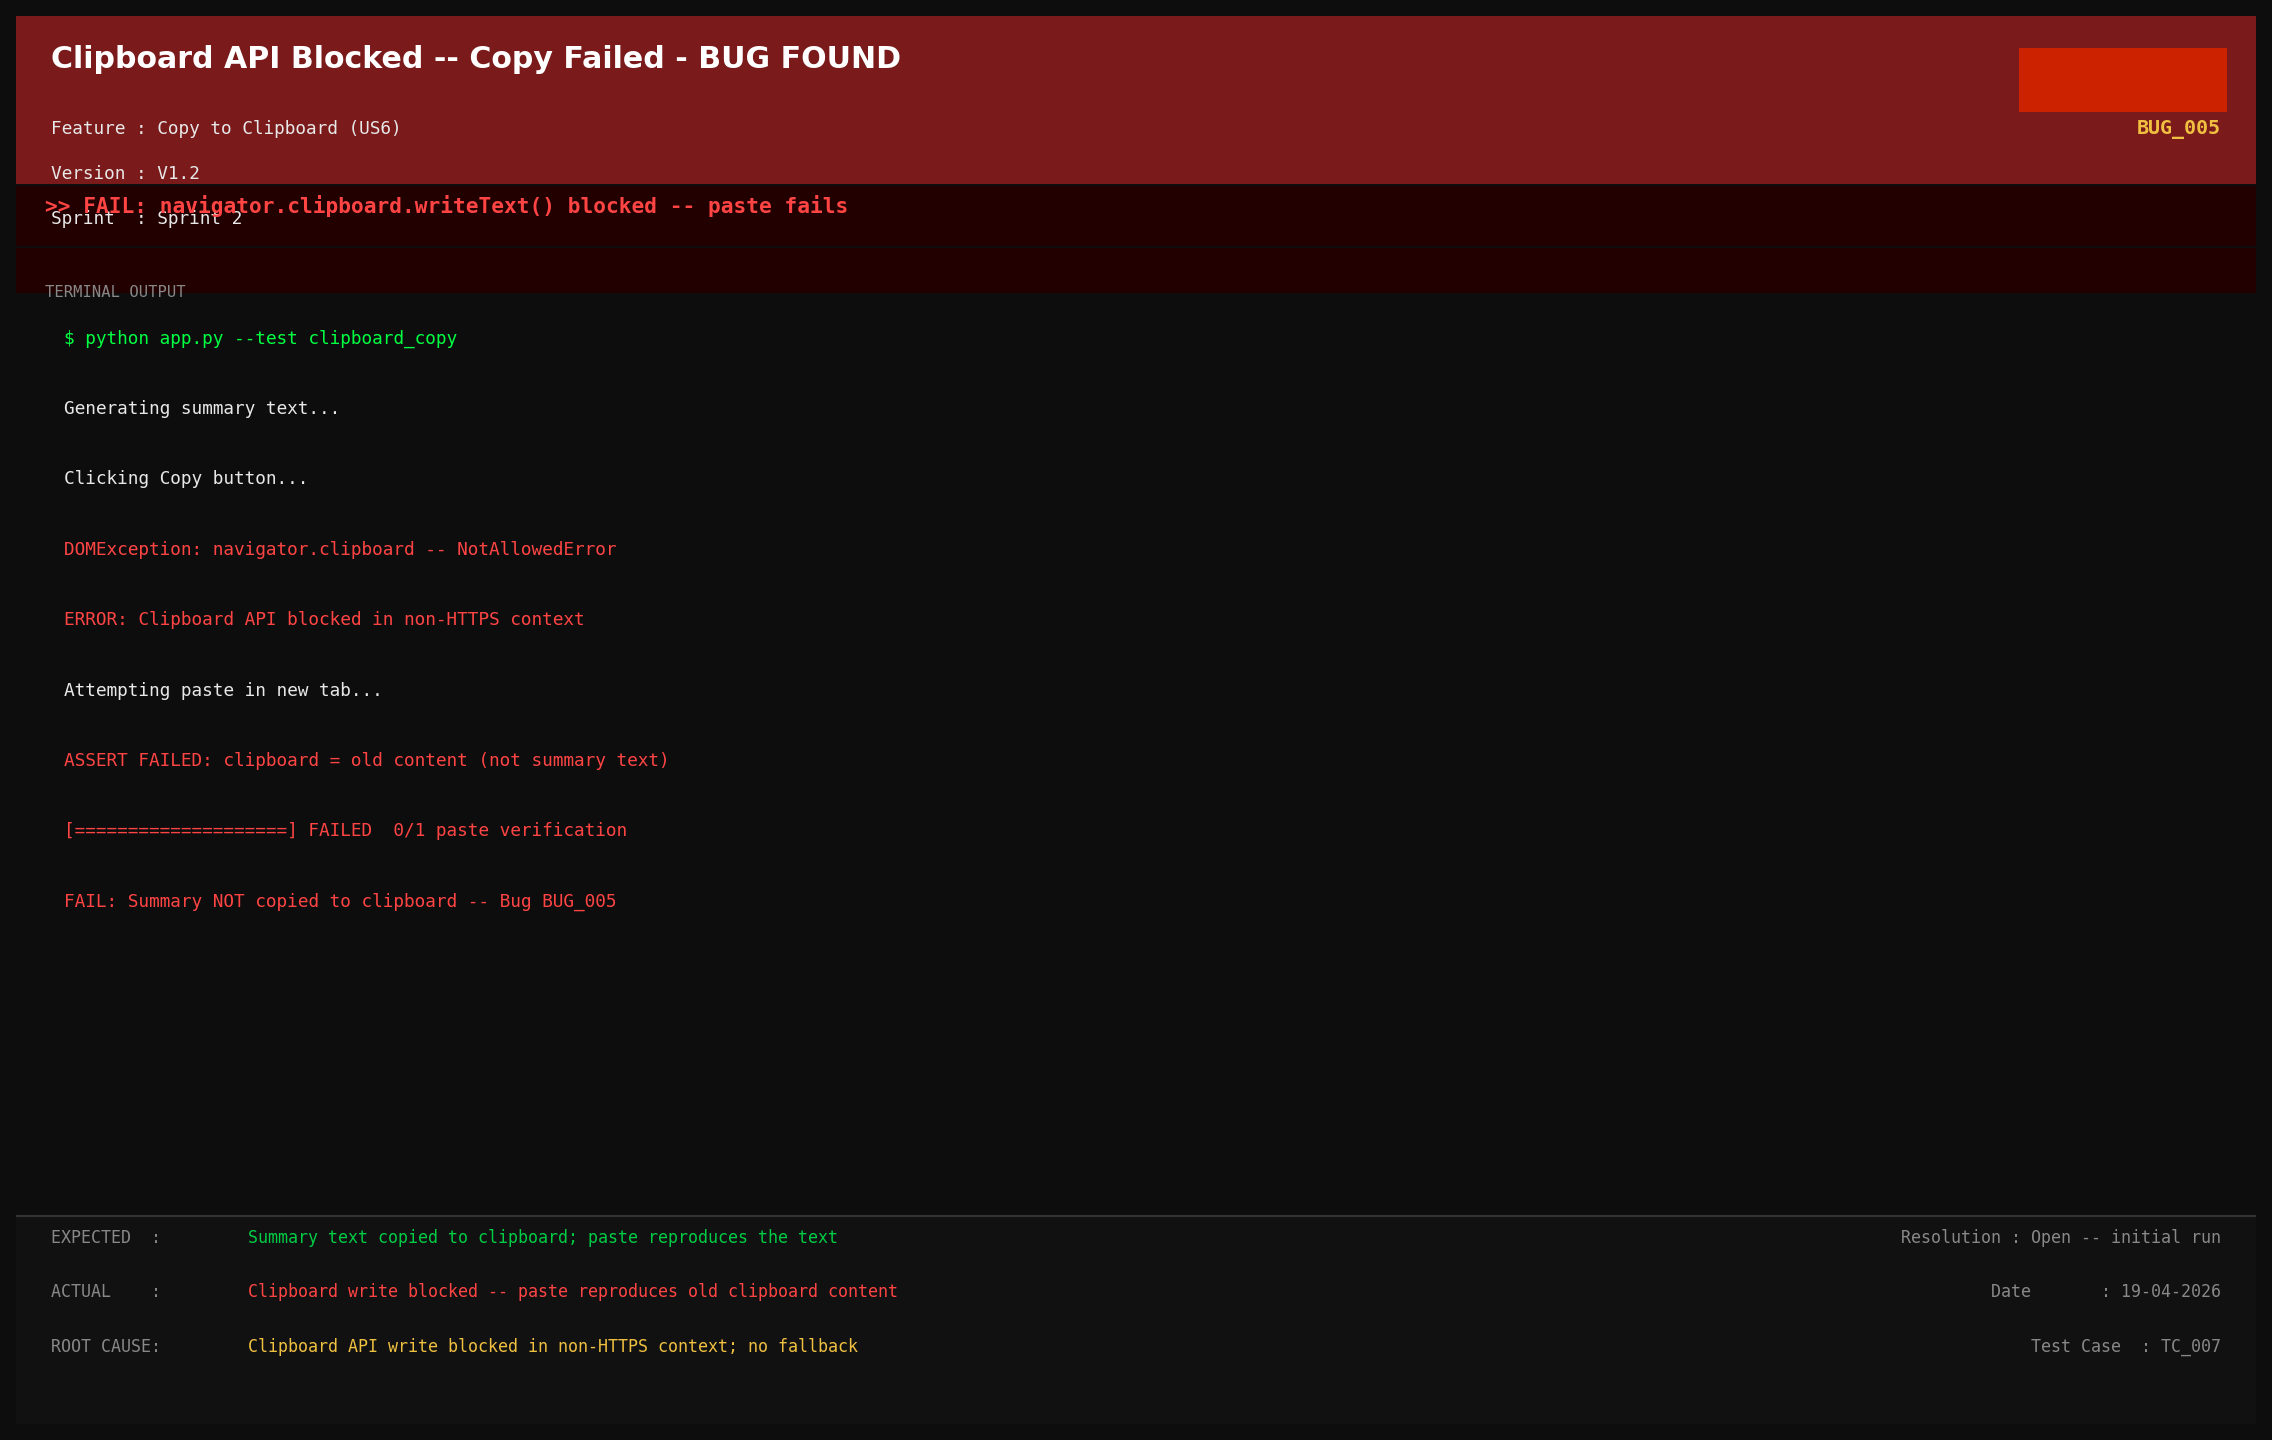 Clipboard API Blocked -- Copy Failed - BUG FOUND
Feature : Copy to Clipboard (US6)
BUG_005
Version : V1.2
>> FAIL: navigator.clipboard.writeText() blocked -- paste fails
Sprint  : Sprint 2
TERMINAL OUTPUT
$ python app.py --test clipboard_copy
Generating summary text...
Clicking Copy button...
DOMException: navigator.clipboard -- NotAllowedError
ERROR: Clipboard API blocked in non-HTTPS context
Attempting paste in new tab...
ASSERT FAILED: clipboard = old content (not summary text)
[====================] FAILED  0/1 paste verification
FAIL: Summary NOT copied to clipboard -- Bug BUG_005
EXPECTED  : Summary text copied to clipboard; paste reproduces the text
Resolution : Open -- initial run
ACTUAL    : Clipboard write blocked -- paste reproduces old clipboard content
Date       : 19-04-2026
ROOT CAUSE: Clipboard API write blocked in non-HTTPS context; no fallback
Test Case  : TC_007